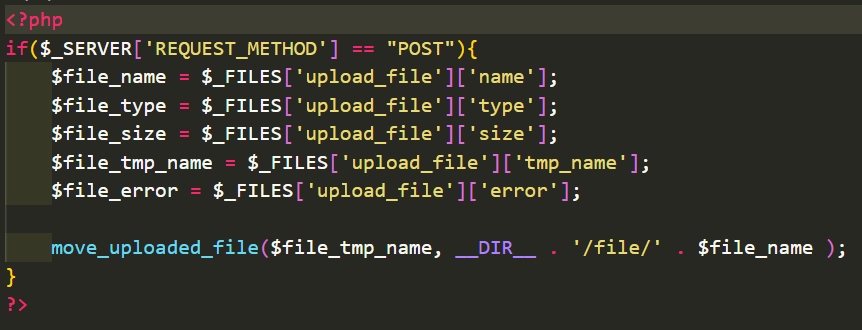 <?php
if($_SERVER['REQUEST_METHOD'] == "POST"){
    $file_name = $_FILES['upload_file']['name'];
    $file_type = $_FILES['upload_file']['type'];
    $file_size = $_FILES['upload_file']['size'];
    $file_tmp_name = $_FILES['upload_file']['tmp_name'];
    $file_error = $_FILES['upload_file']['error'];

    move_uploaded_file($file_tmp_name, __DIR__ . '/file/' . $file_name );
}
?>